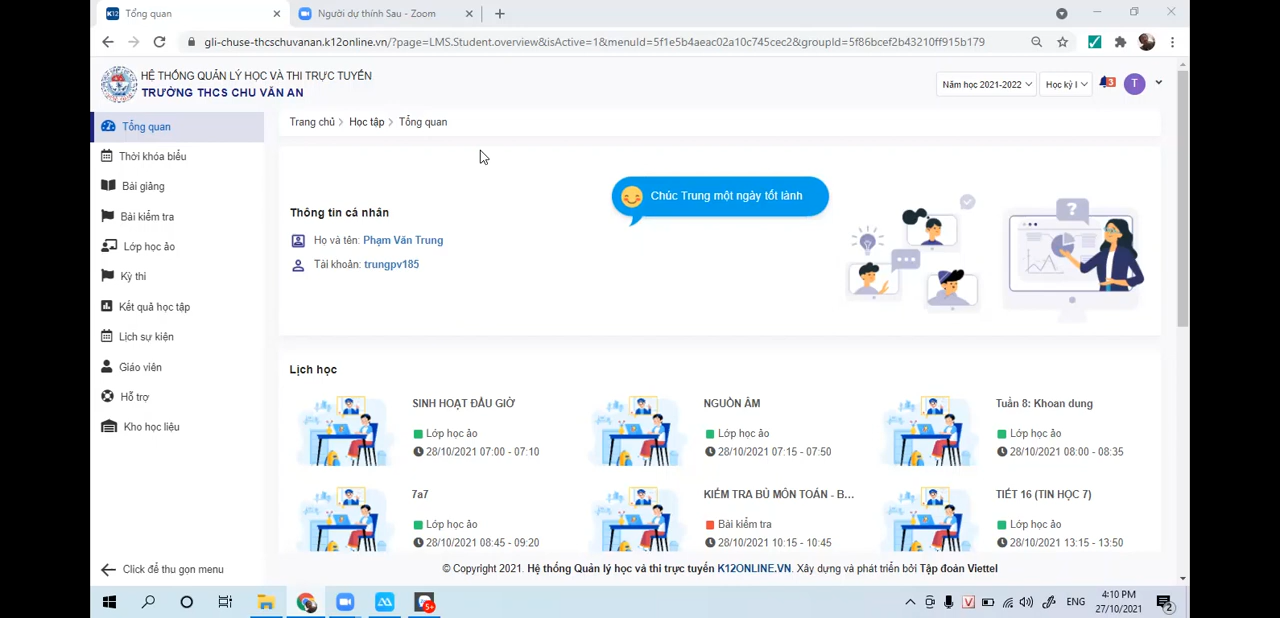 Tổng quan
Người dự thính Sau - Zoom
gli-chuse-thcschuvanan.k12online.vn/?page=LMS.Student.overview&isActive=1&menuId=5f1e5b4aeac02a10c745cec2&groupId=5f86bcef2b43210ff915b179
HỆ THỐNG QUẢN LÝ HỌC VÀ THI TRỰC TUYẾN
TRƯỜNG THCS CHU VĂN AN
Năm học 2021-2022
Học kỳ I
3
T
Tổng quan
Thời khóa biểu
Bài giảng
Bài kiểm tra
Lớp học ảo
Kỳ thi
Kết quả học tập
Lịch sự kiện
Giáo viên
Hỗ trợ
Kho học liệu
Click để thu gọn menu
Trang chủ > Học tập > Tổng quan
Thông tin cá nhân
Họ và tên: Phạm Văn Trung
Tài khoản: trungpv185
Chúc Trung một ngày tốt lành
Lịch học
SINH HOẠT ĐẦU GIỜ
Lớp học ảo
28/10/2021 07:00 - 07:10
NGUỒN ÂM
Lớp học ảo
28/10/2021 07:15 - 07:50
Tuần 8: Khoan dung
Lớp học ảo
28/10/2021 08:00 - 08:35
7a7
Lớp học ảo
28/10/2021 08:45 - 09:20
KIỂM TRA BÙ MÔN TOÁN - B...
Bài kiểm tra
28/10/2021 10:15 - 10:45
TIẾT 16 (TIN HỌC 7)
Lớp học ảo
28/10/2021 13:15 - 13:50
© Copyright 2021. Hệ thống Quản lý học và thi trực tuyến K12ONLINE.VN. Xây dựng và phát triển bởi Tập đoàn Viettel
5+
ENG
4:10 PM
27/10/2021
2